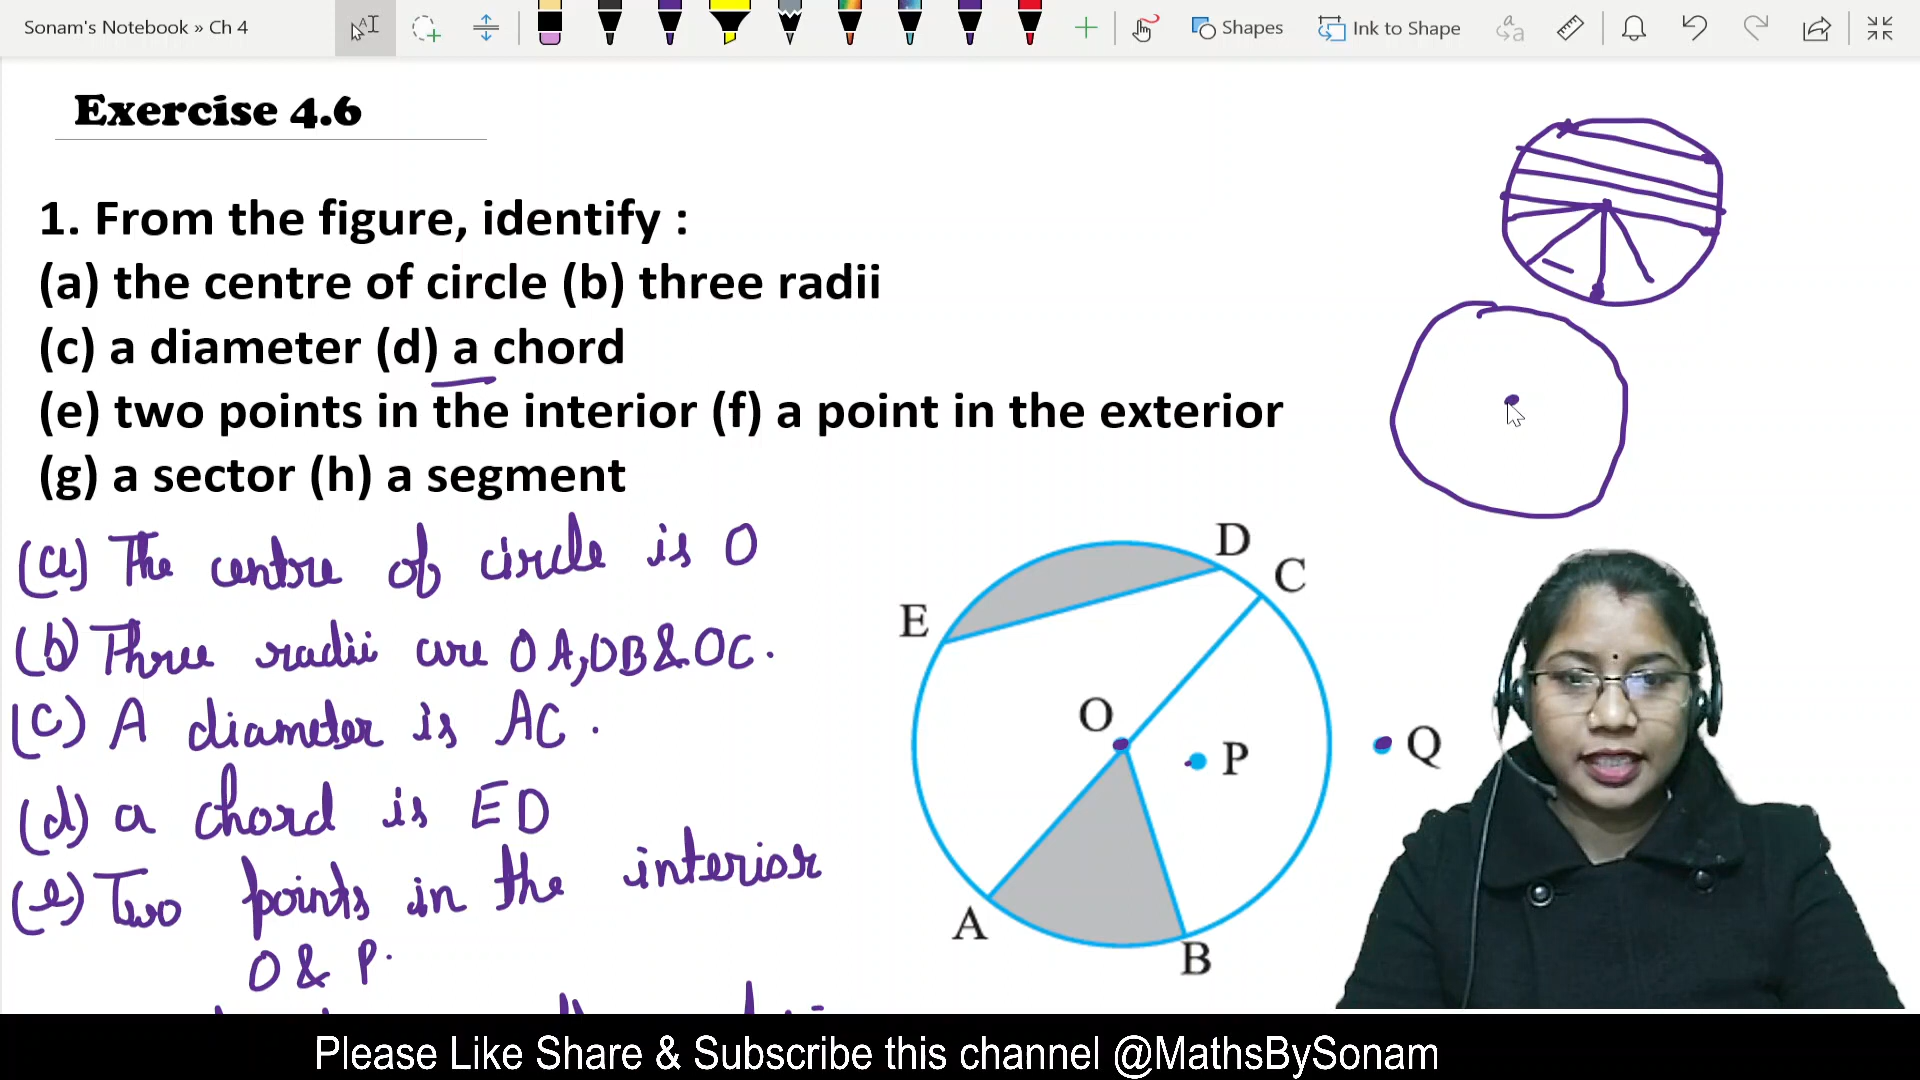 Sonam's Notebook » Ch 4
Shapes
Ink to Shape
Exercise 4.6
1. From the figure, identify :
(a) the centre of circle (b) three radii
(c) a diameter (d) a chord
(e) two points in the interior (f) a point in the exterior
(g) a sector (h) a segment
(a) The centre of circle is O
(b) Three radii are OA, OB & OC.
(c) A diameter is AC.
(d) a chord is ED
(e) Two points in the interior
O & P.
D
C
E
O
P
Q
A
B
Please Like Share & Subscribe this channel @MathsBySonam